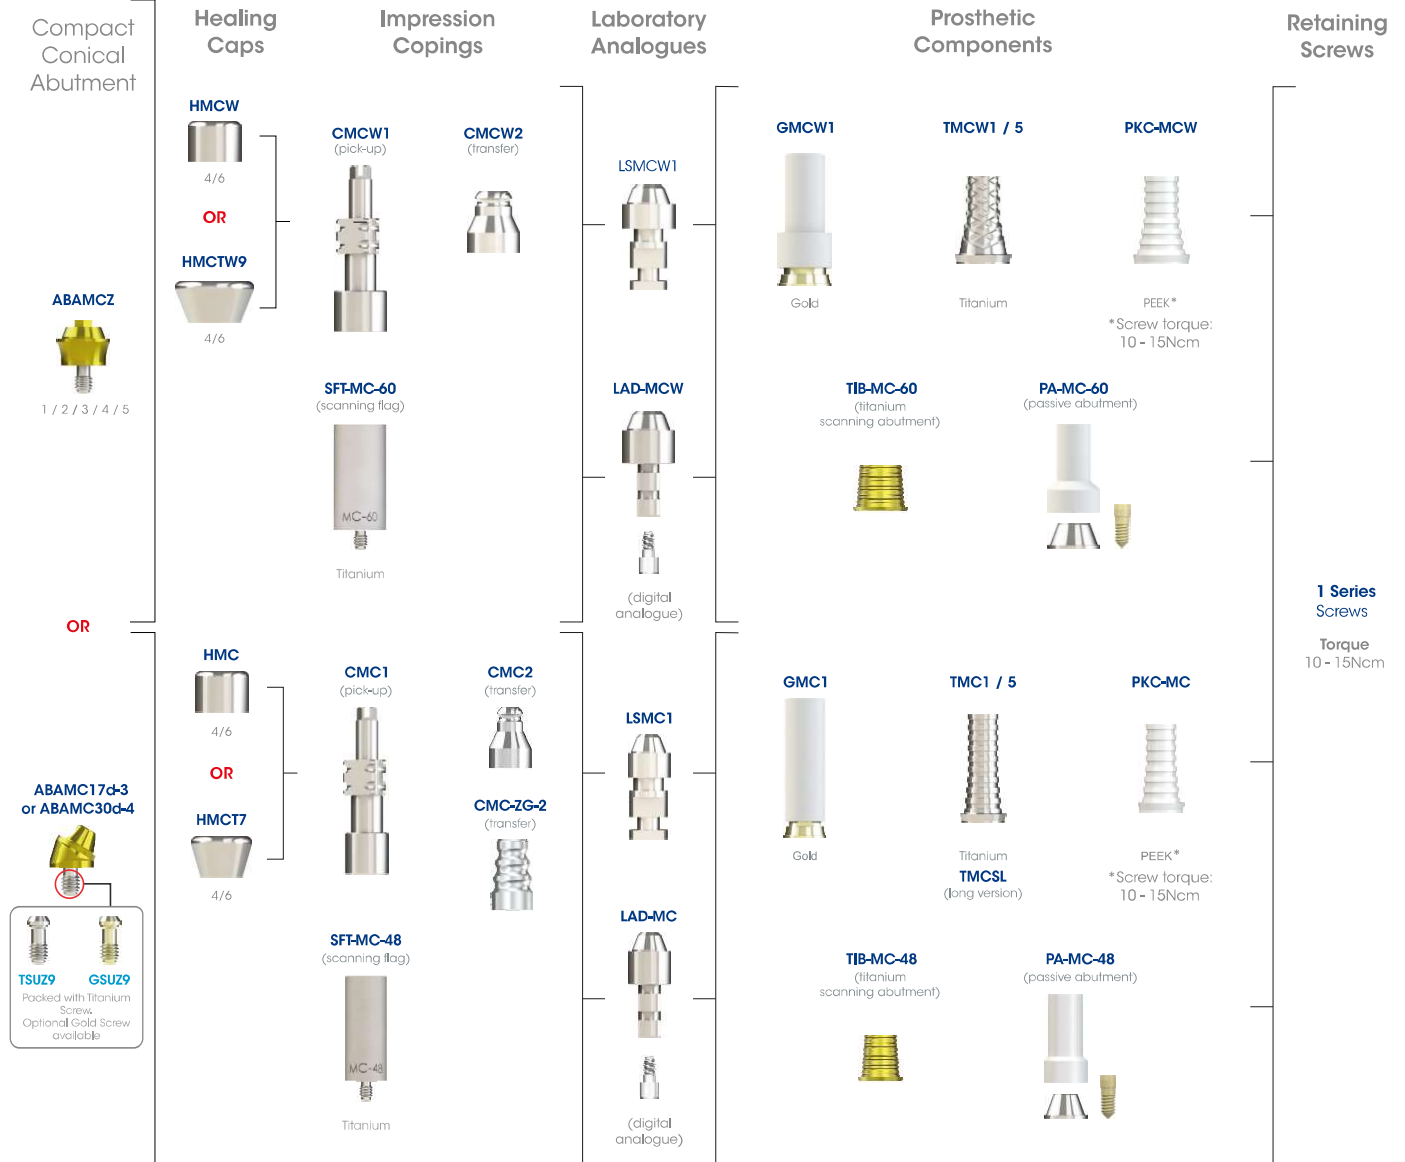 Compact
Conical
Abutment
Healing
Caps
Impression
Copings
Laboratory
Analogues
Prosthetic
Components
Retaining
Screws
ABAMCZ
1 / 2 / 3 / 4 / 5
HMCW
4/6
OR
HMCTW9
4/6
CMCW1
(pick-up)
CMCW2
(transfer)
SFT-MC-60
(scanning flag)
MC-60
Titanium
LSMCW1
LAD-MCW
(digital
analogue)
GMCW1
Gold
TMCW1 / 5
Titanium
PKC-MCW
PEEK*
*Screw torque:
10 - 15Ncm
TIB-MC-60
(titanium
scanning abutment)
PA-MC-60
(passive abutment)
1 Series
Screws
Torque
10 - 15Ncm
OR
ABAMC17d-3
or ABAMC30d-4
TSUZ9
GSUZ9
Packed with Titanium
Screw.
Optional Gold Screw
available
HMC
4/6
OR
HMCT7
4/6
CMC1
(pick-up)
CMC2
(transfer)
CMC-ZG-2
(transfer)
SFT-MC-48
(scanning flag)
MC-48
Titanium
LSMC1
LAD-MC
(digital
analogue)
GMC1
Gold
TMC1 / 5
Titanium
TMCSL
(long version)
PKC-MC
PEEK*
*Screw torque:
10 - 15Ncm
TIB-MC-48
(titanium
scanning abutment)
PA-MC-48
(passive abutment)